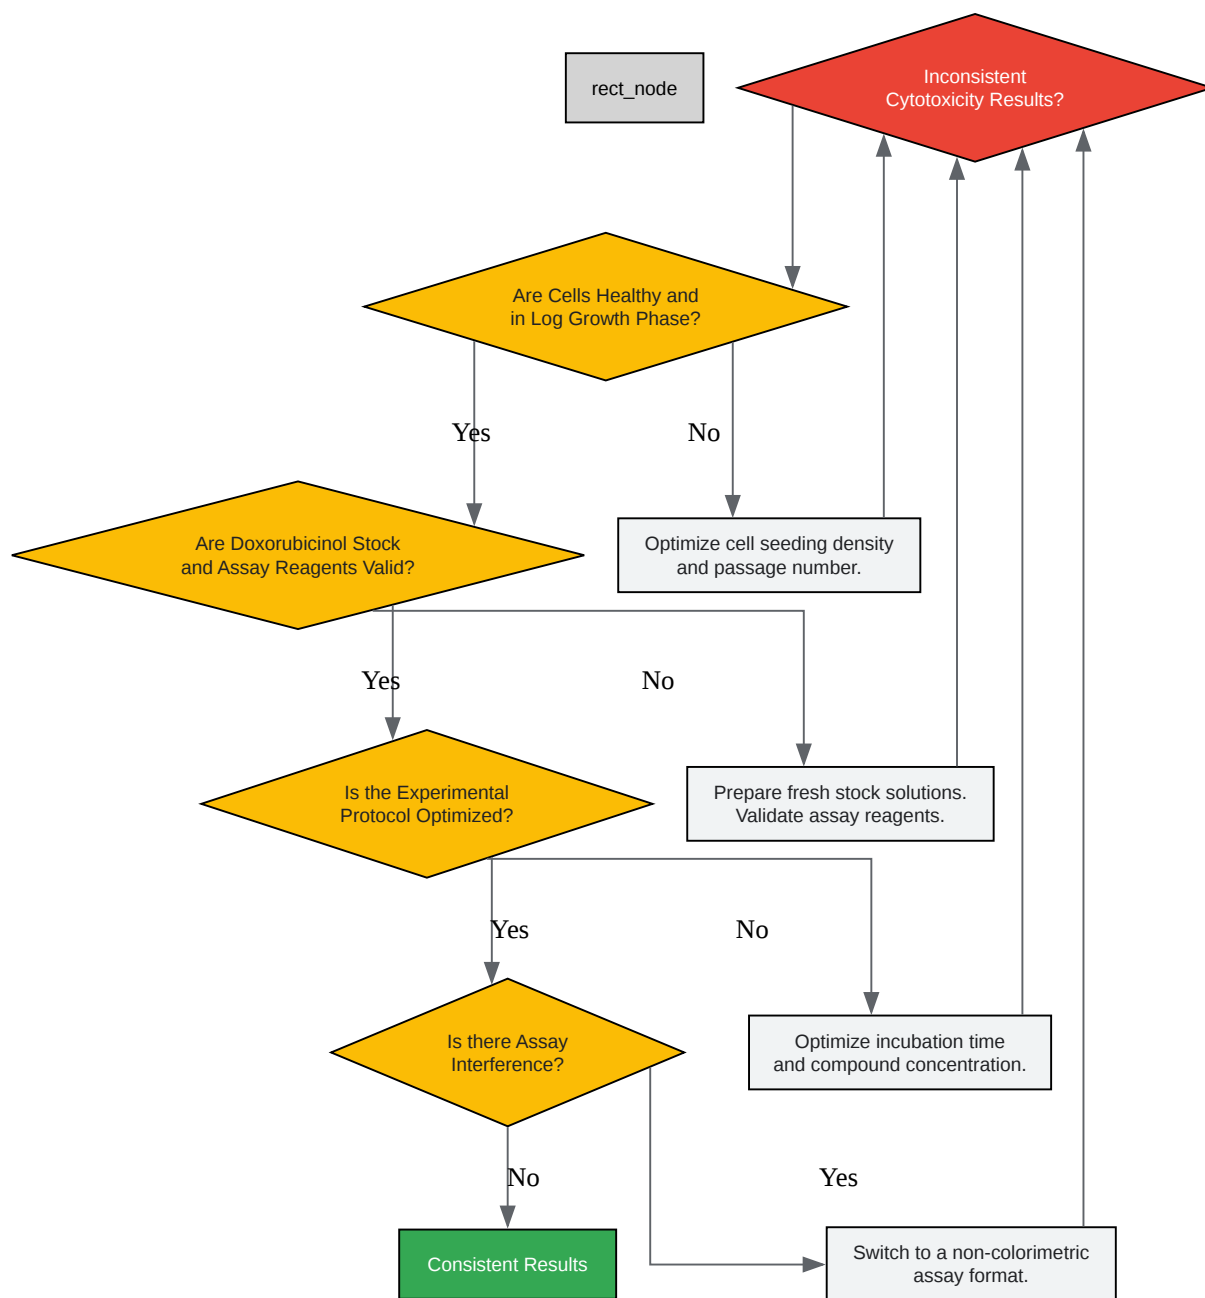 rect_node
Inconsistent
Cytotoxicity Results?
Are Cells Healthy and
in Log Growth Phase?
Yes
No
Are Doxorubicinol Stock
and Assay Reagents Valid?
Optimize cell seeding density
and passage number.
Yes
No
Is the Experimental
Protocol Optimized?
Prepare fresh stock solutions.
Validate assay reagents.
Yes
No
Is there Assay
Interference?
Optimize incubation time
and compound concentration.
No
Yes
Consistent Results
Switch to a non-colorimetric
assay format.